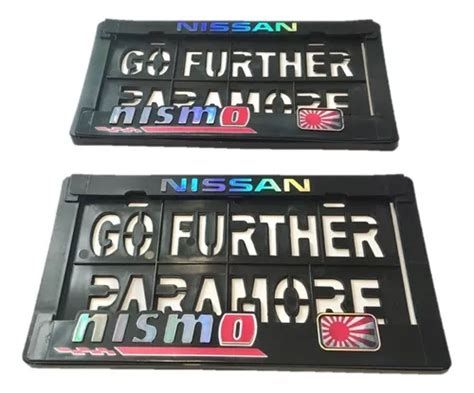 NISSAN
GO FURTHER
PARAMORE
nismo
NISSAN
GO FURTHER
PARAMORE
nismo